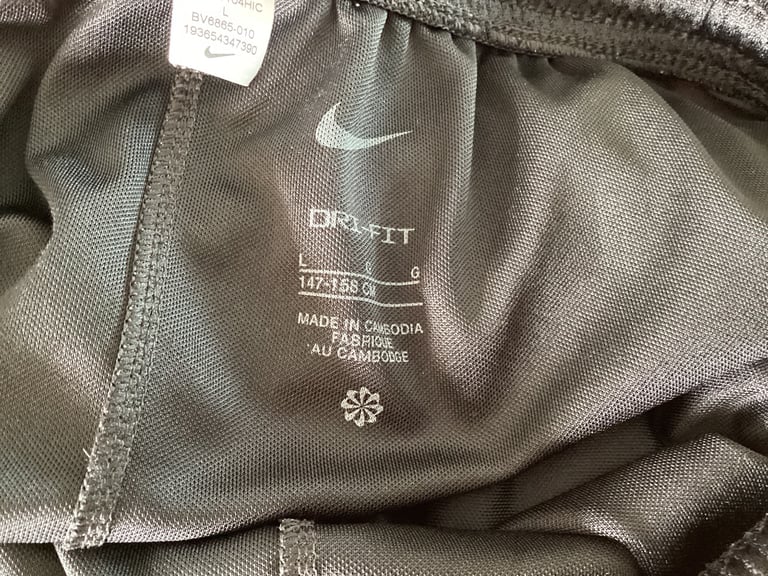 L
BV6865-010
193654347390
DRI-FIT
L G
147-158 CM
MADE IN CAMBODIA
FABRIQUE
AU CAMBODGE